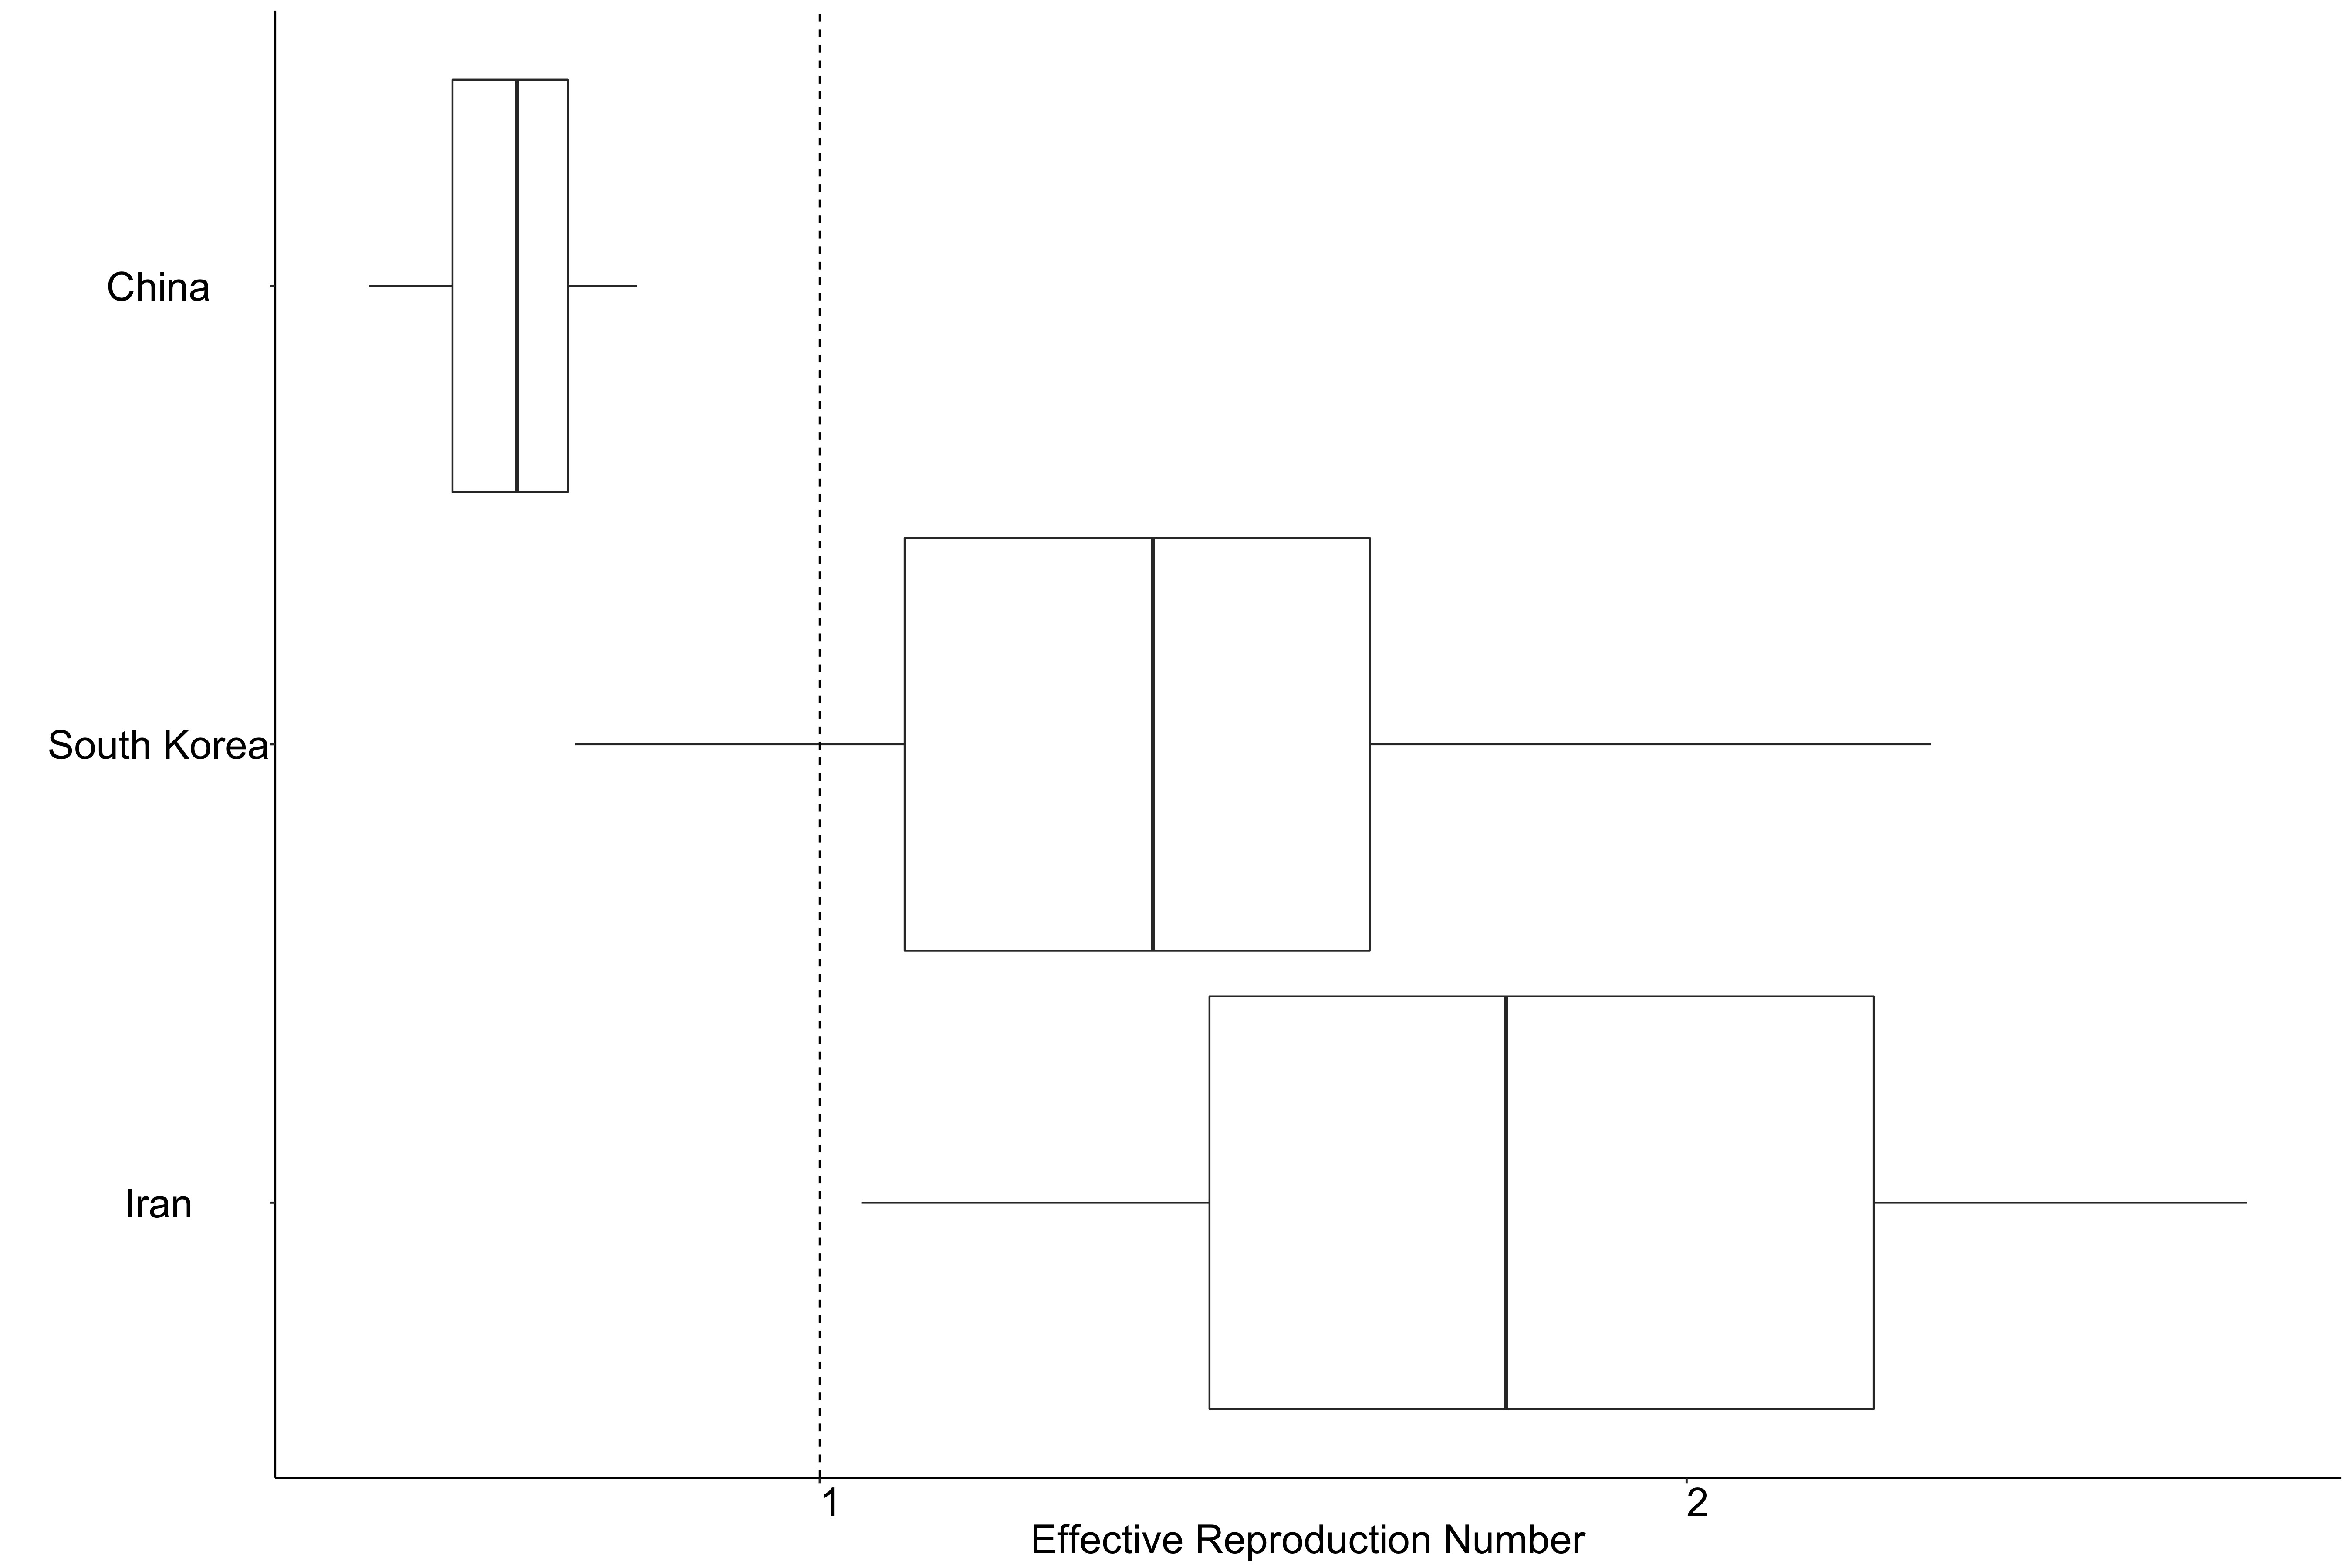 China
South Korea
Iran
1 2
Effective Reproduction Number